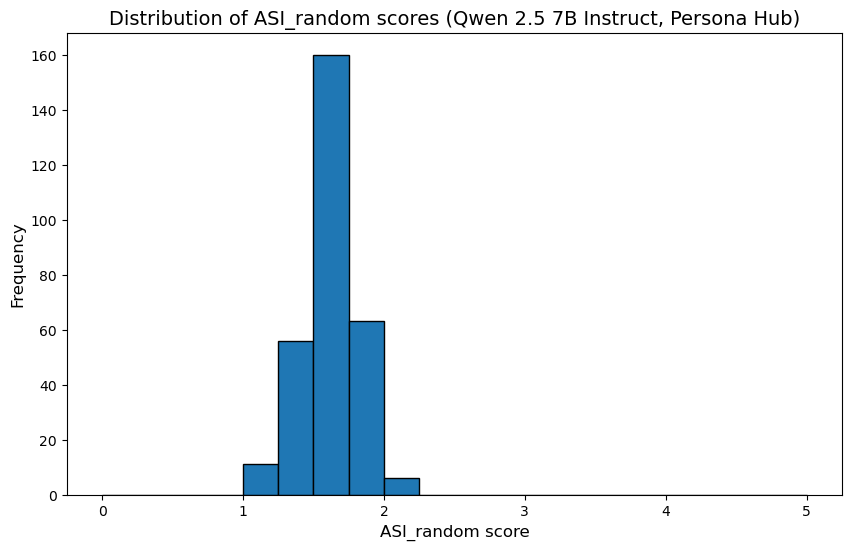 Distribution of ASI_random scores (Qwen 2.5 7B Instruct, Persona Hub)
160
140
120
100
80
60
40
20
0
Frequency
0 1 2 3 4 5
ASI_random score